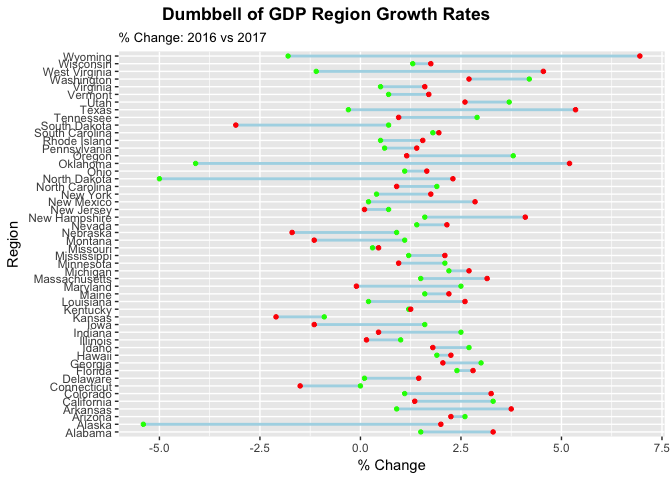 Dumbbell of GDP Region Growth Rates
% Change: 2016 vs 2017
Region
Wyoming
Wisconsin
West Virginia
Washington
Virginia
Vermont
Utah
Texas
Tennessee
South Dakota
South Carolina
Rhode Island
Pennsylvania
Oregon
Oklahoma
Ohio
North Dakota
North Carolina
New York
New Mexico
New Jersey
New Hampshire
Nevada
Nebraska
Montana
Missouri
Mississippi
Minnesota
Michigan
Massachusetts
Maryland
Maine
Louisiana
Kentucky
Kansas
Iowa
Indiana
Illinois
Idaho
Hawaii
Georgia
Florida
Delaware
Connecticut
Colorado
California
Arkansas
Arizona
Alaska
Alabama
-5.0 -2.5 0.0 2.5 5.0 7.5
% Change